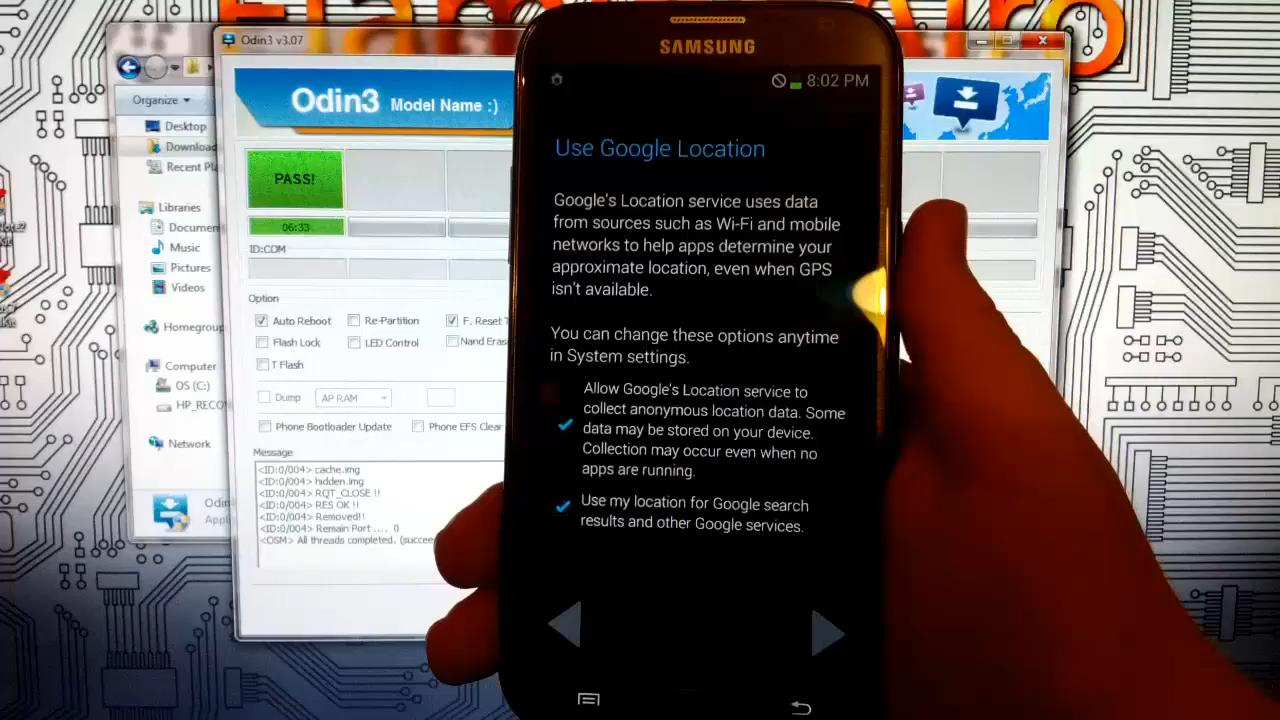 Odin3 v3.07
Organize
Desktop
Recent
Libraries
Music
Pictures
Videos
Computer
OS (C:)
Network
Odin3 Model Name :)
PASS!
06:33
ID:COM
Option
Auto Reboot
Re-Partition
F. Reset
Flash Lock
LED Control
Nand
T Flash
Dump
AP RAM
Phone Bootloader Update
Phone EFS Clear
Message
<ID:0/004> cache.img
<ID:0/004> hidden.img
<ID:0/004> RQT_CLOSE !!
<ID:0/004> RES OK !!
<ID:0/004> Removed!!
<ID:0/004> Remain Port .... 0
<OSM> All threads completed.
SAMSUNG
8:02 PM
Use Google Location
Google's Location service uses data
from sources such as Wi-Fi and mobile
networks to help apps determine your
approximate location, even when GPS
isn't available.
You can change these options anytime
in System settings.
Allow Google's Location service to
collect anonymous location data. Some
data may be stored on your device.
Collection may occur even when no
apps are running.
Use my location for Google search
results and other Google services.